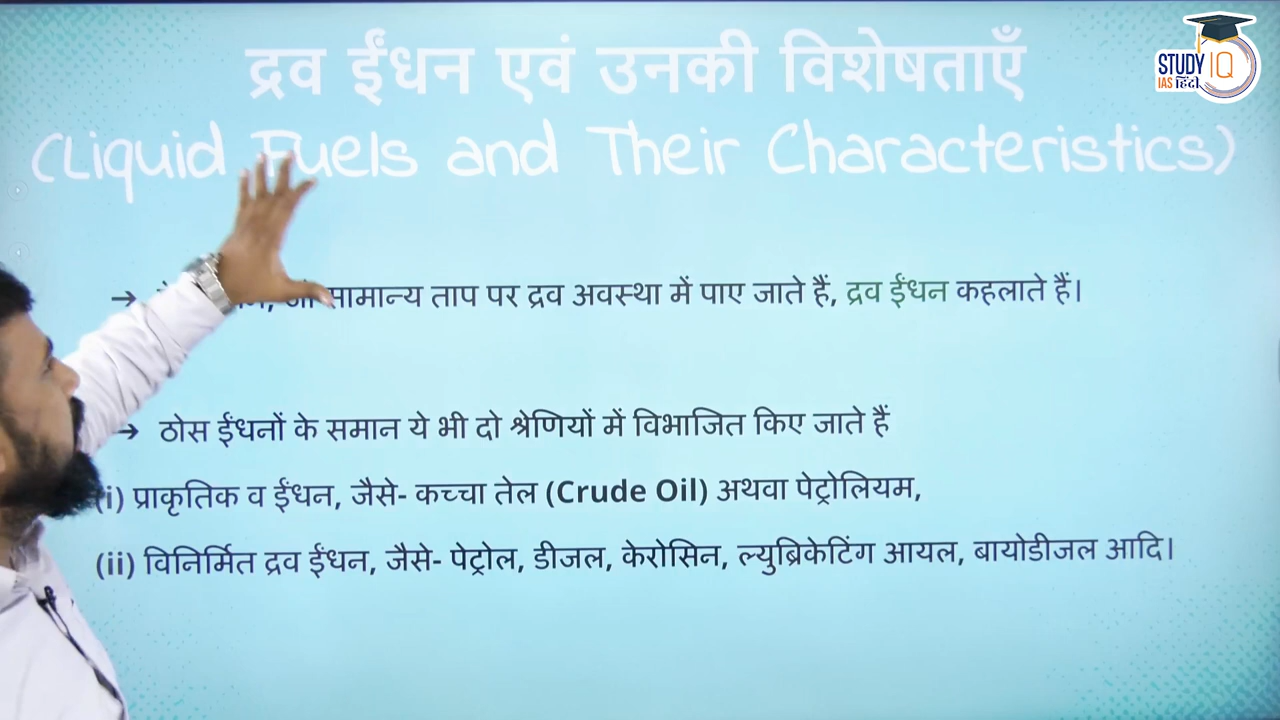 द्रव ईंधन एवं उनकी विशेषताएँ
STUDY IQ
IAS हिंदी
(Liquid Fuels and Their Characteristics)
→ सामान्य ताप पर द्रव अवस्था में पाए जाते हैं, द्रव ईंधन कहलाते हैं।
→ ठोस ईंधनों के समान ये भी दो श्रेणियों में विभाजित किए जाते हैं
(i) प्राकृतिक व ईंधन, जैसे- कच्चा तेल (Crude Oil) अथवा पेट्रोलियम,
(ii) विनिर्मित द्रव ईंधन, जैसे- पेट्रोल, डीजल, केरोसिन, ल्युब्रिकेटिंग आयल, बायोडीजल आदि।